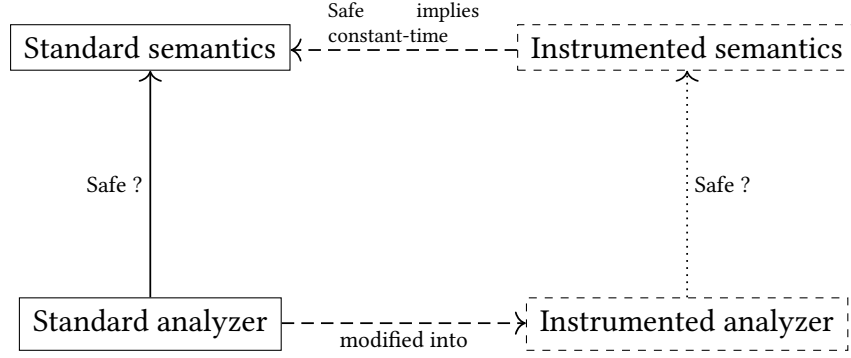 Safe implies
constant-time
Standard semantics
Instrumented semantics
Safe ?
Safe ?
Standard analyzer
modified into
Instrumented analyzer